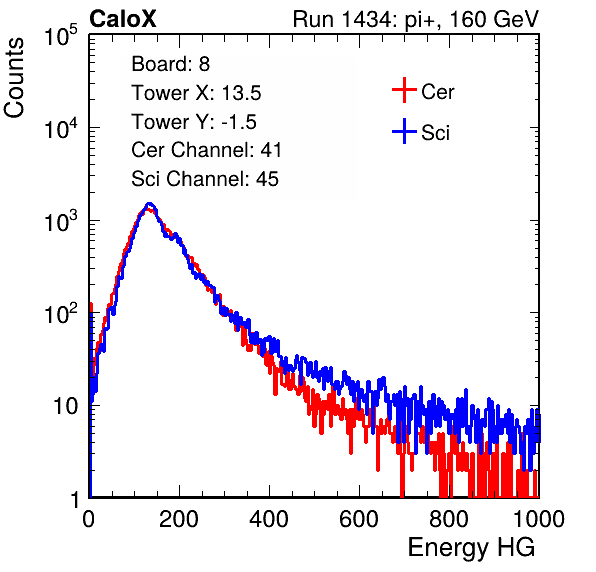 CaloX Run 1434: pi+, 160 GeV
Counts
Board: 8
Tower X: 13.5
Tower Y: -1.5
Cer Channel: 41
Sci Channel: 45
Cer
Sci
10^5
10^4
10^3
10^2
10
1
0 200 400 600 800 1000
Energy HG